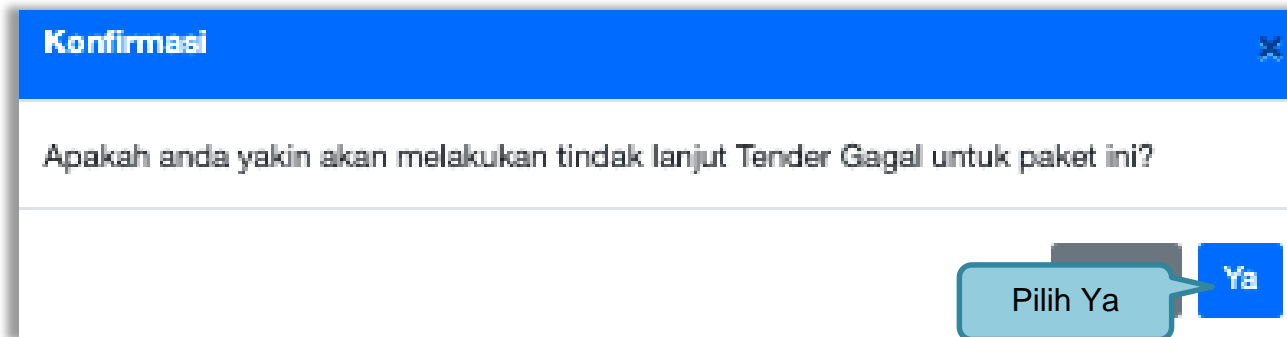 Konfirmasi
Apakah anda yakin akan melakukan tindak lanjut Tender Gagal untuk paket ini?
Pilih Ya
Ya